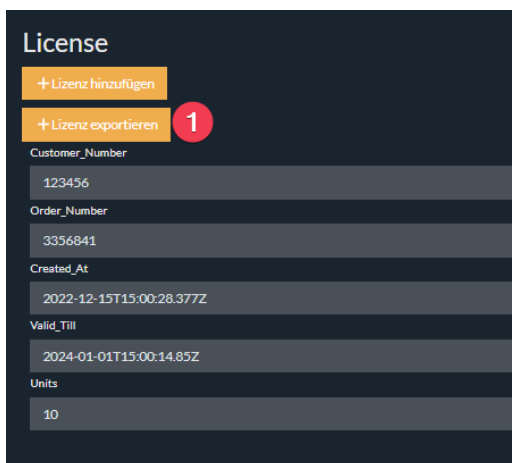 License
+ Lizenz hinzufügen
+ Lizenz exportieren 1
Customer_Number
123456
Order_Number
3356841
Created_At
2022-12-15T15:00:28.377Z
Valid_Till
2024-01-01T15:00:14.85Z
Units
10